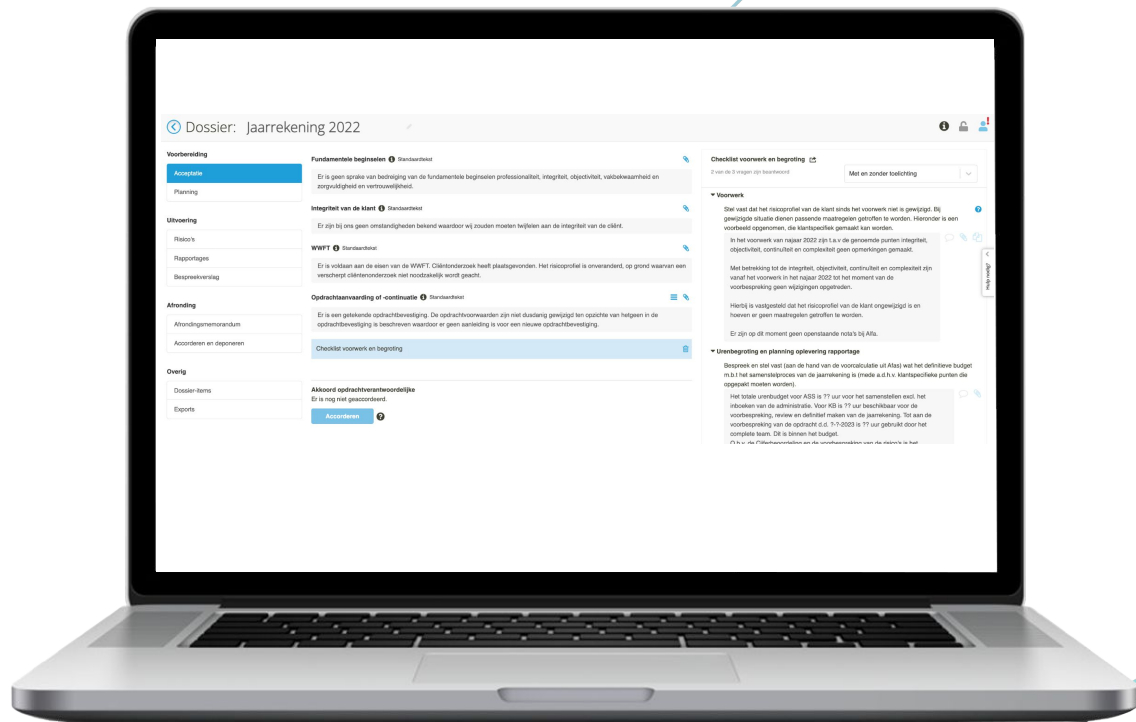 Dossier: Jaarrekening 2022
Voorbereiding
Acceptatie
Planning
Uitvoering
Risico's
Rapportages
Bespreekverslag
Afronding
Afrondingsmemorandum
Accorderen en deponeren
Overig
Dossier-items
Exports
Fundamentele beginselen Standaardtekst
Er is geen sprake van bedreiging van de fundamentele beginselen professionaliteit, integriteit, objectiviteit, vakbekwaamheid en
zorgvuldigheid en vertrouwelijkheid.
Integriteit van de klant Standaardtekst
Er zijn bij ons geen omstandigheden bekend waardoor wij zouden moeten twijfelen aan de integriteit van de cliënt.
WWFT Standaardtekst
Er is voldaan aan de eisen van de WWFT. Cliëntonderzoek heeft plaatsgevonden. Het risicoprofiel is onveranderd, op grond waarvan een
verscherpt cliëntenonderzoek niet noodzakelijk wordt geacht.
Opdrachtaanvaarding of -continuatie Standaardtekst
Er is een getekende opdrachtbevestiging. De opdrachtvoorwaarden zijn niet dusdanig gewijzigd ten opzichte van hetgeen in de
opdrachtbevestiging is beschreven waardoor er geen aanleiding is voor een nieuwe opdrachtbevestiging.
Checklist voorwerk en begroting
Akkoord opdrachtverantwoordelijke
Er is nog niet geaccordeerd.
Accorderen
Checklist voorwerk en begroting
2 van de 3 vragen zijn beantwoord
Met en zonder toelichting
Voorwerk
Stel vast dat het risicoprofiel van de klant sinds het voorwerk niet is gewijzigd. Bij
gewijzigde situatie dienen passende maatregelen getroffen te worden. Hieronder is een
voorbeeld opgenomen, die klantspecifiek gemaakt kan worden.
In het voorwerk van najaar 2022 zijn t.a.v de genoemde punten integriteit,
objectiviteit, continuïteit en complexiteit geen opmerkingen gemaakt.
Met betrekking tot de integriteit, objectiviteit, continuïteit en complexiteit zijn
vanaf het voorwerk in het najaar 2022 tot het moment van de
voorbespreking geen wijzigingen opgetreden.
Hierbij is vastgesteld dat het risicoprofiel van de klant ongewijzigd is en
hoeven er geen maatregelen getroffen te worden.
Er zijn op dit moment geen openstaande nota's bij Alfa.
Urenbegroting en planning oplevering rapportage
Bespreek en stel vast (aan de hand van de voorcalculatie uit Afas) wat het definitieve budget
m.b.t het samenstelproces van de jaarrekening is (mede a.d.h.v. klantspecifieke punten die
opgepakt moeten worden).
Het totale urenbudget voor ASS is ?? uur voor het samenstellen excl. het
inboeken van de administratie. Voor KB is ?? uur beschikbaar voor de
voorbespreking, review en definitief maken van de jaarrekening. Tot aan de
voorbespreking van de opdracht d.d. ?-?-2023 is ?? uur gebruikt door het
complete team. Dit is binnen het budget.
O.b.v. de Cijferbeoordeling en de voorbespreking van de risico's is het
Hulp nodig?